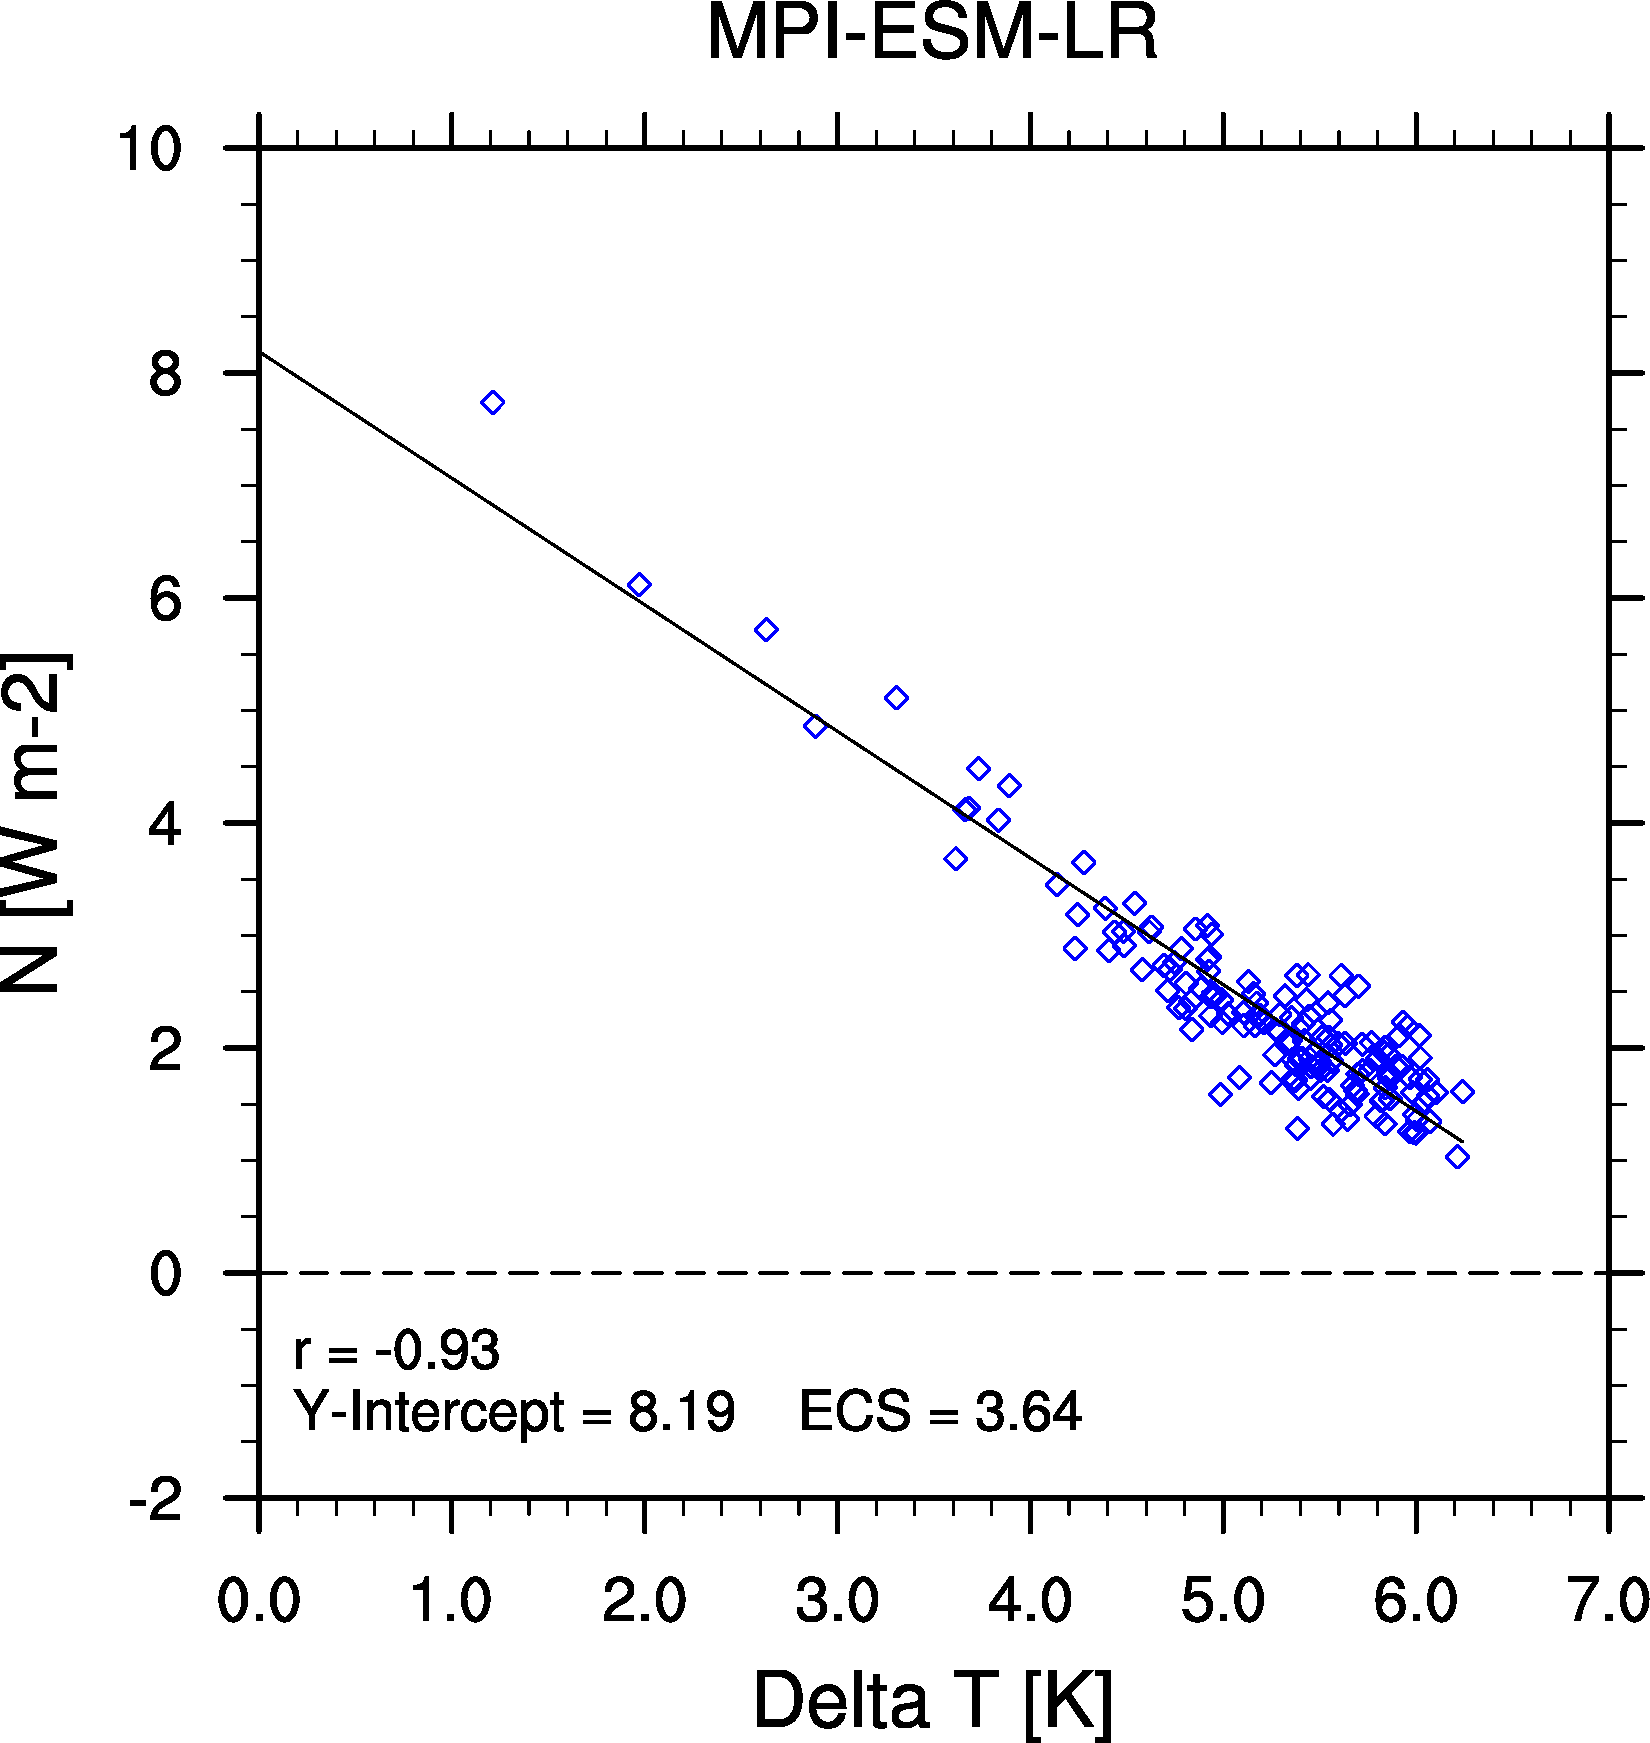 MPI-ESM-LR
10
8
6
4
2
0
-2
N [W m-2]
r = -0.93
Y-Intercept = 8.19 ECS = 3.64
0.0 1.0 2.0 3.0 4.0 5.0 6.0 7.0
Delta T [K]